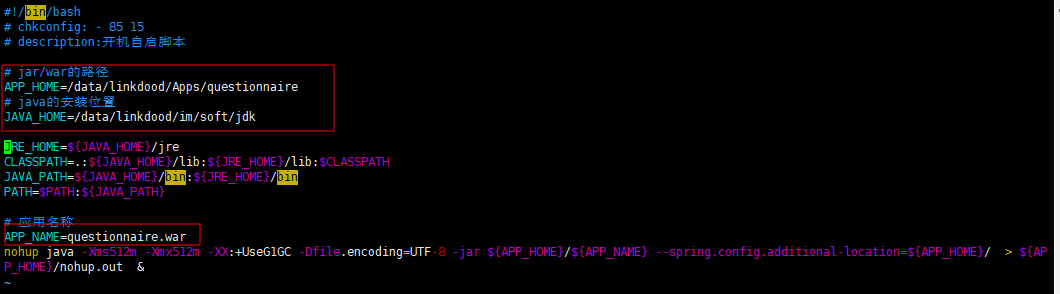 #!/bin/bash
# chkconfig: - 85 15
# description:开机自启脚本
# jar/war的路径
APP_HOME=/data/linkdood/Apps/questionnaire
# java的安装位置
JAVA_HOME=/data/linkdood/im/soft/jdk
JRE_HOME=${JAVA_HOME}/jre
CLASSPATH=.:${JAVA_HOME}/lib:${JRE_HOME}/lib:$CLASSPATH
JAVA_PATH=${JAVA_HOME}/bin:${JRE_HOME}/bin
PATH=$PATH:${JAVA_PATH}
# 应用名称
APP_NAME=questionnaire.war
nohup java -Xms512m -Xmx512m -XX:+UseG1GC -Dfile.encoding=UTF-8 -jar ${APP_HOME}/${APP_NAME} --spring.config.additional-location=${APP_HOME}/  > ${AP
P_HOME}/nohup.out  &
~